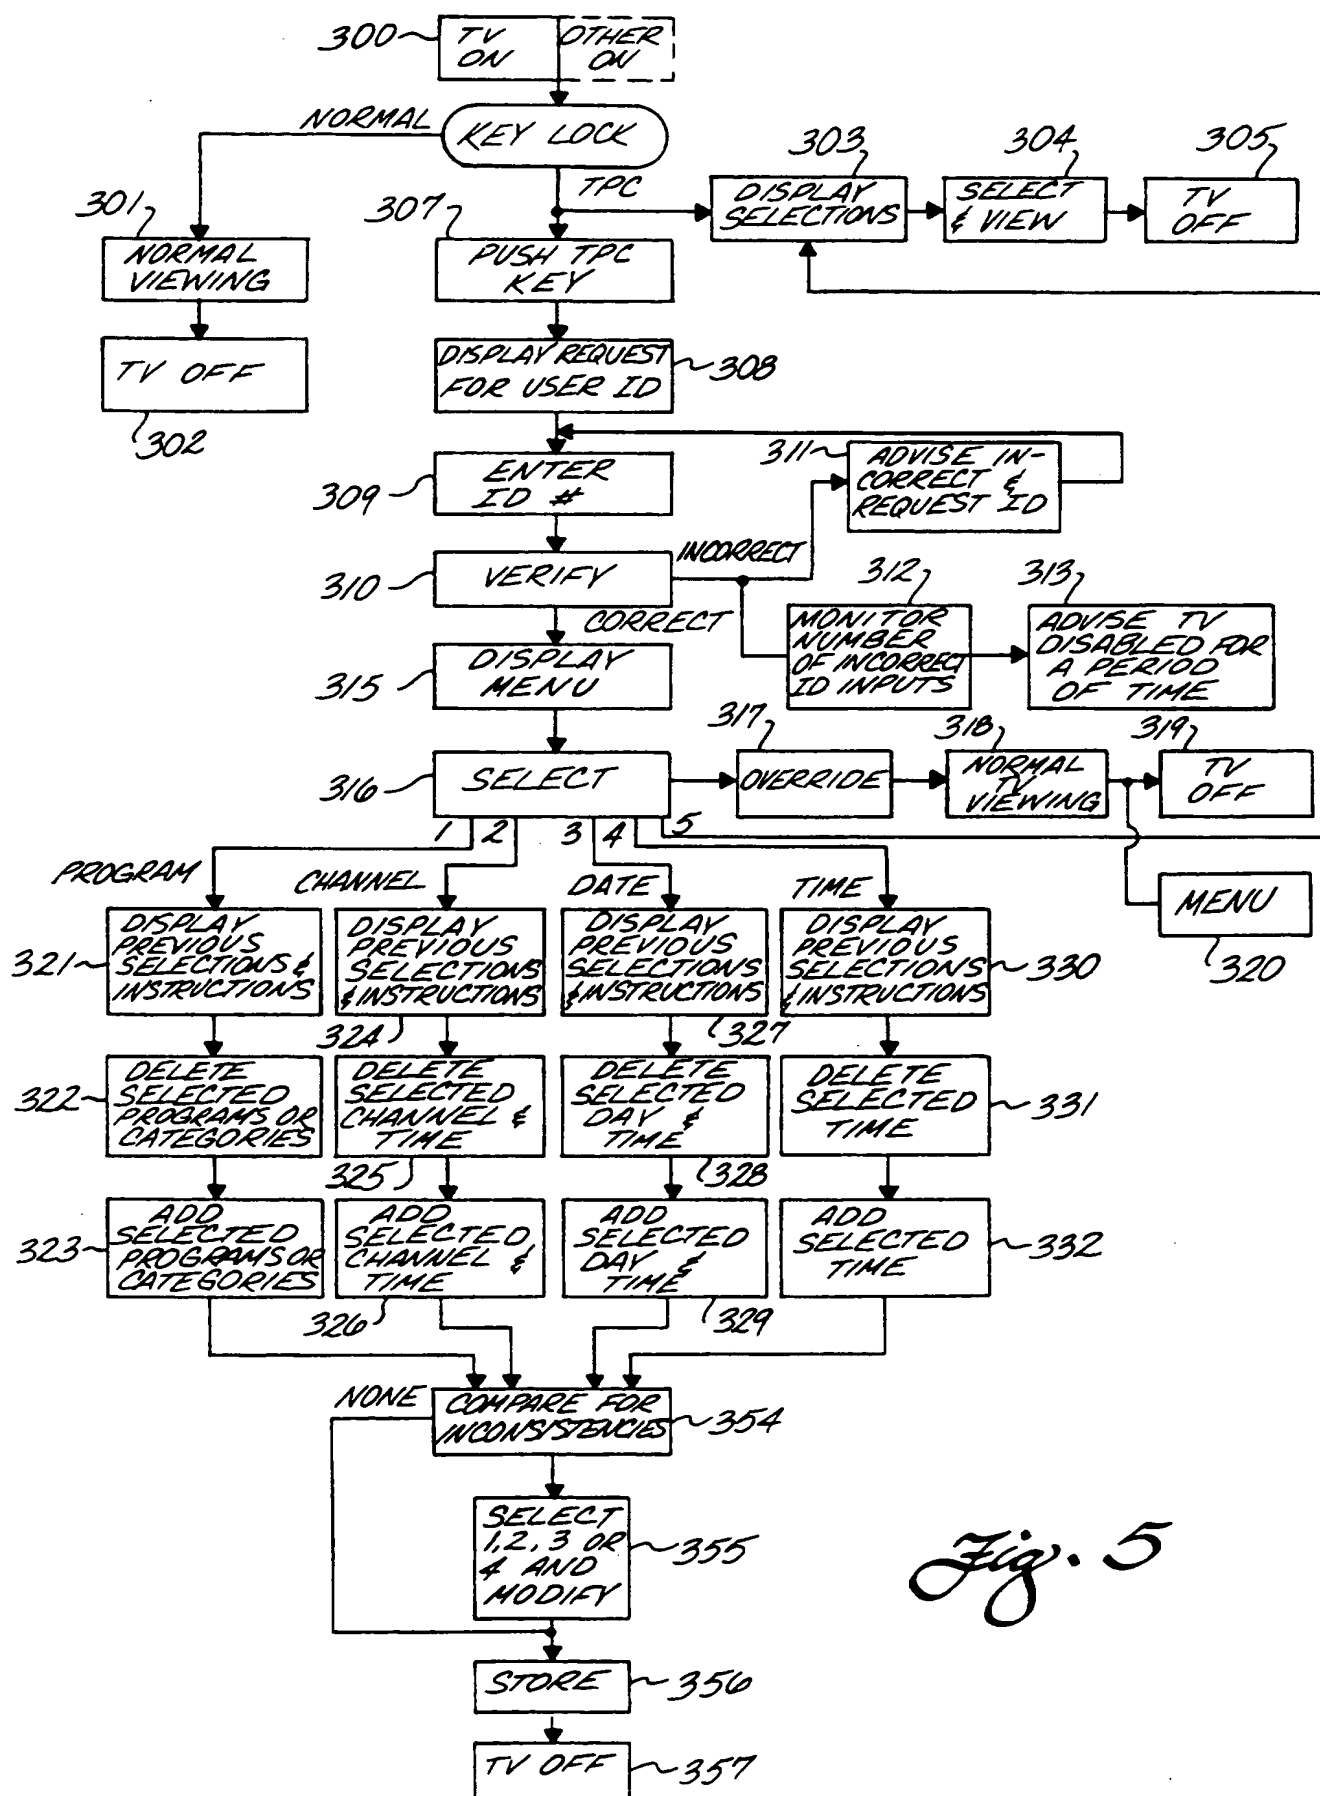 300
TV
ON
OTHER
ON
NORMAL
KEY LOCK
TPC
303
DISPLAY
SELECTIONS
304
SELECT
& VIEW
305
TV
OFF
301
NORMAL
VIEWING
307
PUSH TPC
KEY
TV OFF
302
DISPLAY REQUEST
FOR USER ID
308
309
ENTER
ID #
311
ADVISE IN-
CORRECT &
REQUEST ID
310
VERIFY
INCORRECT
CORRECT
312
MONITOR
NUMBER
OF INCORRECT
ID INPUTS
313
ADVISE TV
DISABLED FOR
A PERIOD
OF TIME
315
DISPLAY
MENU
316
SELECT
317
OVERRIDE
318
NORMAL
TV
VIEWING
319
TV
OFF
1 2 3 4 5
MENU
320
PROGRAM
CHANNEL
DATE
TIME
321
DISPLAY
PREVIOUS
SELECTIONS &
INSTRUCTIONS
DISPLAY
PREVIOUS
SELECTIONS
& INSTRUCTIONS
324
DISPLAY
PREVIOUS
SELECTIONS
& INSTRUCTIONS
327
DISPLAY
PREVIOUS
SELECTIONS
& INSTRUCTIONS
330
322
DELETE
SELECTED
PROGRAMS OR
CATEGORIES
DELETE
SELECTED
CHANNEL &
TIME
325
DELETE
SELECTED
DAY &
TIME
328
DELETE
SELECTED
TIME
331
323
ADD
SELECTED
PROGRAMS OR
CATEGORIES
ADD
SELECTED
CHANNEL &
TIME
326
ADD
SELECTED
DAY &
TIME
329
ADD
SELECTED
TIME
332
NONE
COMPARE FOR
INCONSISTENCIES
354
SELECT
1, 2, 3 OR
4 AND
MODIFY
355
STORE
356
TV OFF
357
Fig. 5